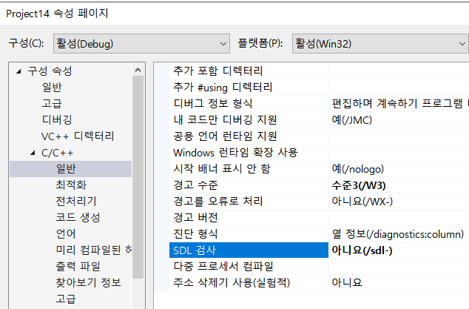 Project14 속성 페이지
구성(C): 활성(Debug) 플랫폼(P): 활성(Win32)
구성 속성
일반
고급
디버깅
VC++ 디렉터리
C/C++
일반
최적화
전처리기
코드 생성
언어
미리 컴파일된
출력 파일
찾아보기 정보
고급
추가 포함 디렉터리
추가 #using 디렉터리
디버그 정보 형식 편집하며 계속하기 프로그램
내 코드만 디버깅 지원 예(/JMC)
공용 언어 런타임 지원
Windows 런타임 확장 사용
시작 배너 표시 안 함 예(/nologo)
경고 수준 수준3(/W3)
경고를 오류로 처리 아니요(/WX-)
경고 버전
진단 형식 열 정보(/diagnostics:column)
SDL 검사 아니요(/sdl-)
다중 프로세서 컴파일
주소 삭제기 사용(실험적) 아니요